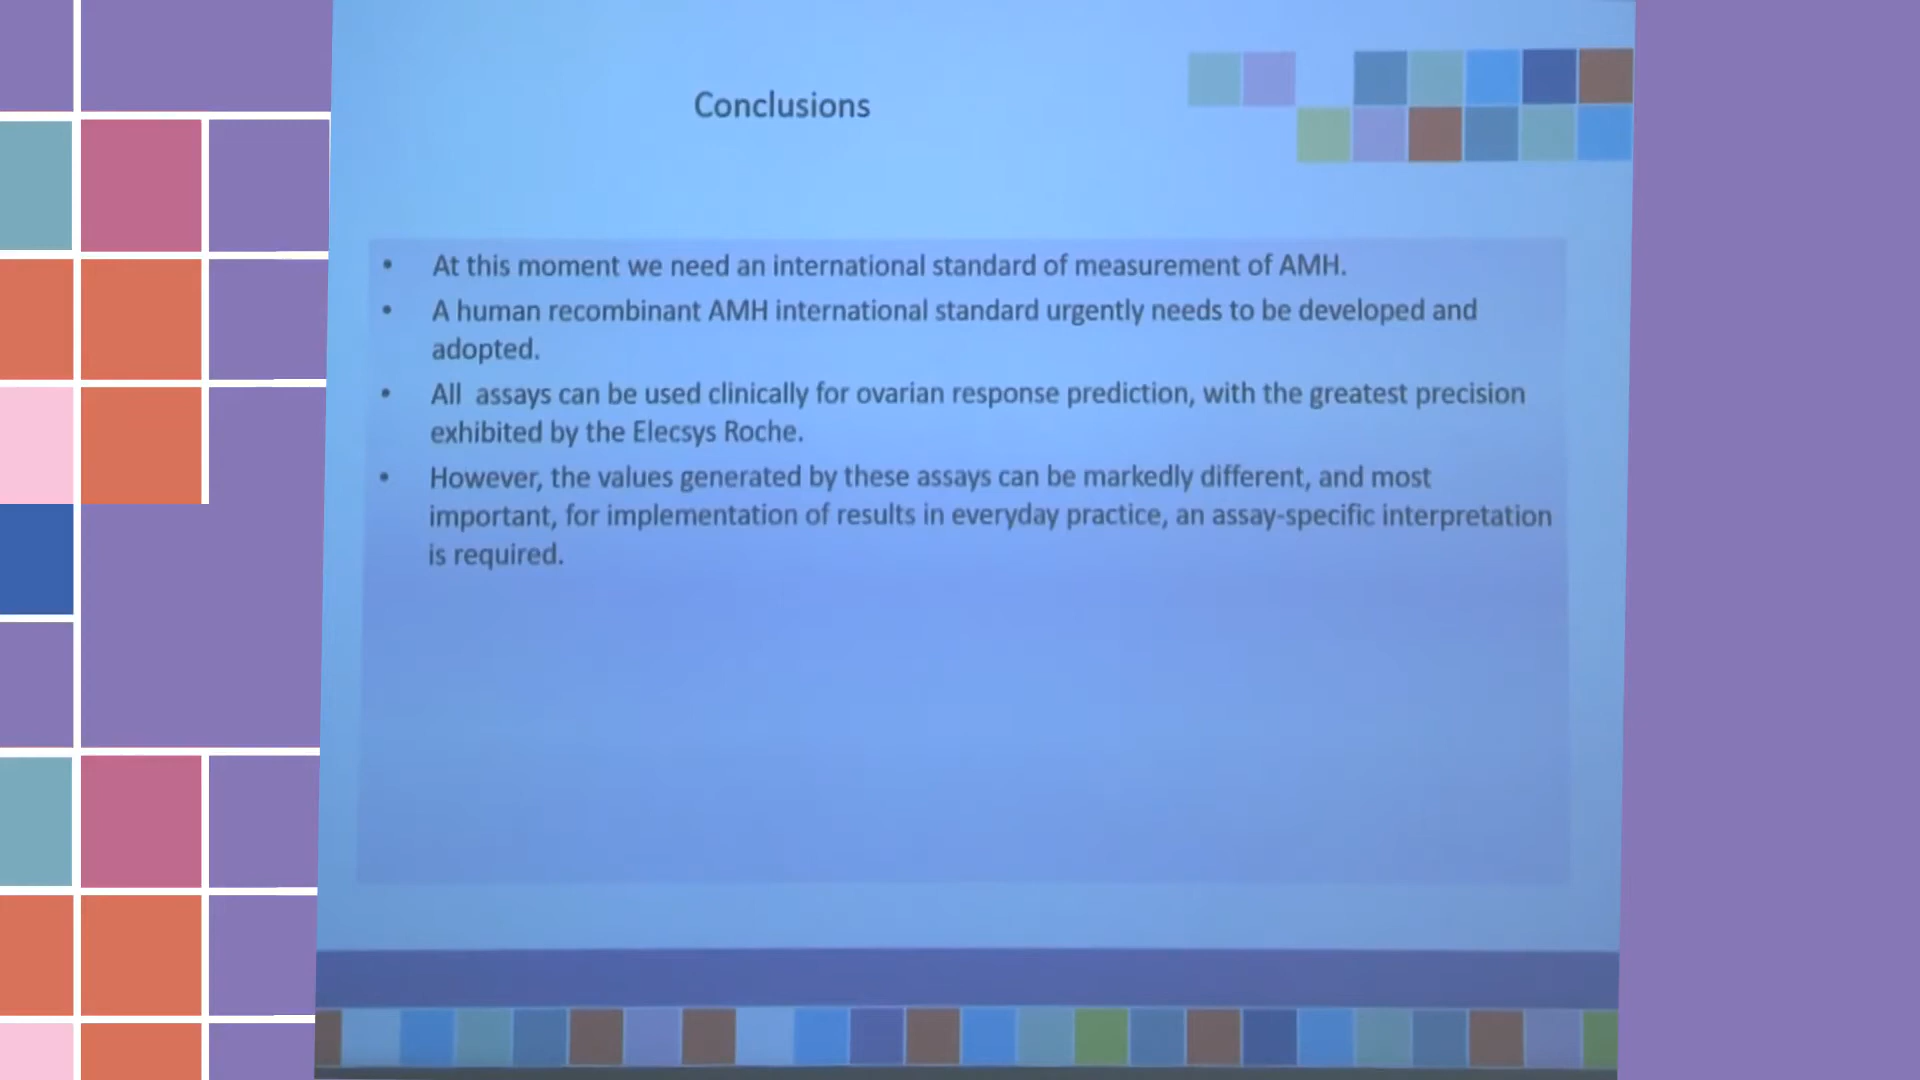 Conclusions
• At this moment we need an international standard of measurement of AMH.
• A human recombinant AMH international standard urgently needs to be developed and
adopted.
• All assays can be used clinically for ovarian response prediction, with the greatest precision
exhibited by the Elecsys Roche.
• However, the values generated by these assays can be markedly different, and most
important, for implementation of results in everyday practice, an assay-specific interpretation
is required.